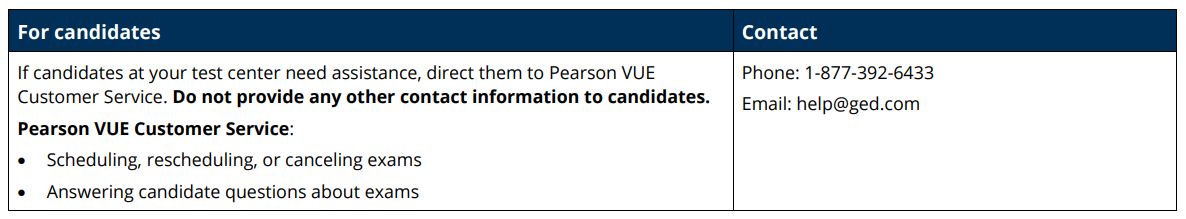 For candidates
Contact
If candidates at your test center need assistance, direct them to Pearson VUE
Customer Service. Do not provide any other contact information to candidates.
Pearson VUE Customer Service:
• Scheduling, rescheduling, or canceling exams
• Answering candidate questions about exams
Phone: 1-877-392-6433
Email: help@ged.com